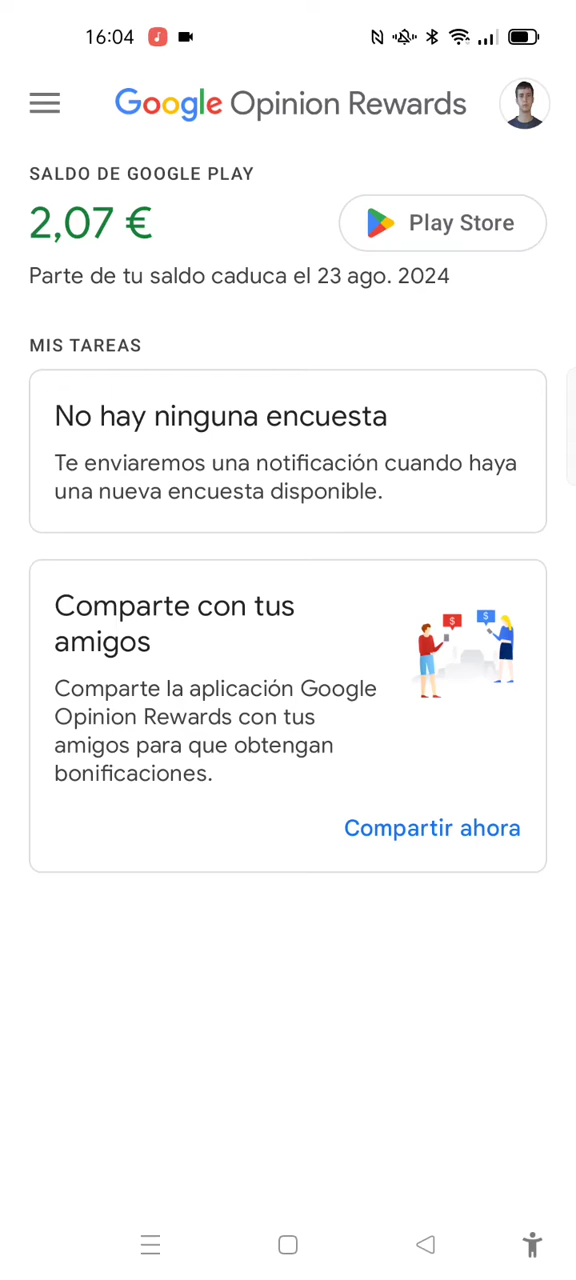 16:04
Google Opinion Rewards
SALDO DE GOOGLE PLAY
2,07 €
Play Store
Parte de tu saldo caduca el 23 ago. 2024
MIS TAREAS
No hay ninguna encuesta
Te enviaremos una notificación cuando haya
una nueva encuesta disponible.
Comparte con tus
amigos
$ $
Comparte la aplicación Google
Opinion Rewards con tus
amigos para que obtengan
bonificaciones.
Compartir ahora